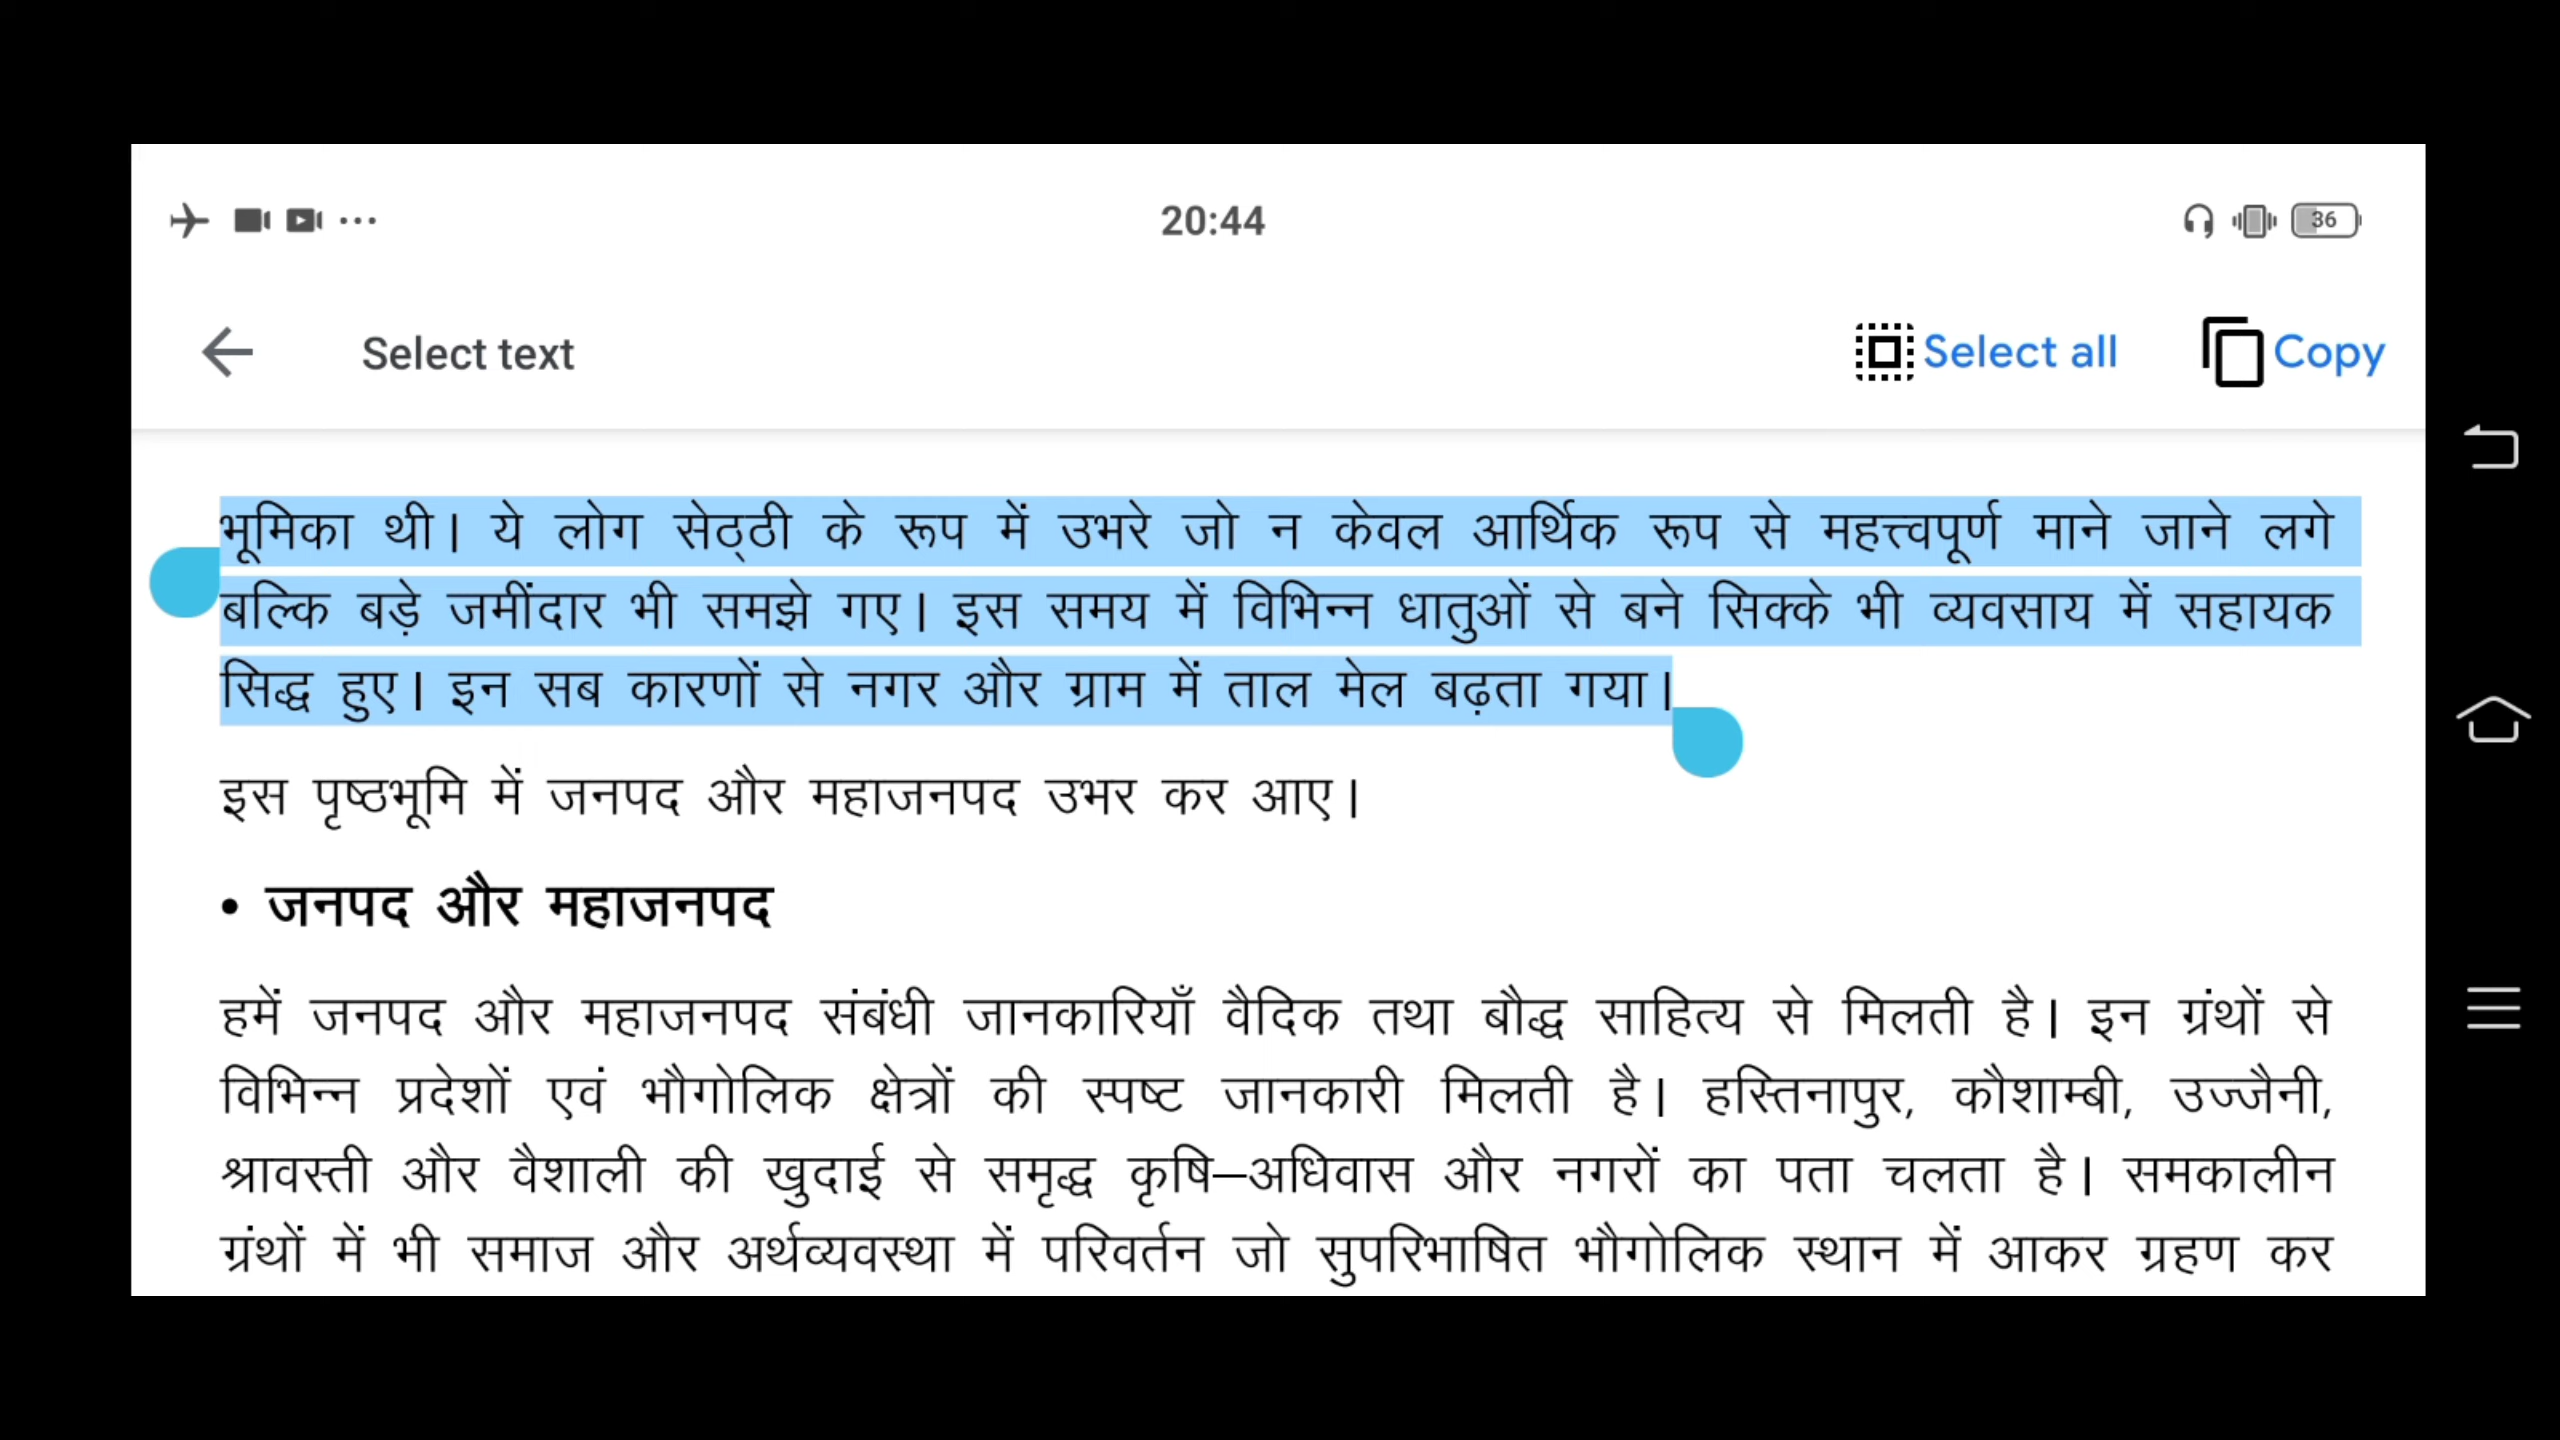 20:44
36
Select text
Select all
Copy
भूमिका थी। ये लोग सेठ्ठी के रूप में उभरे जो न केवल आर्थिक रूप से महत्त्वपूर्ण माने जाने लगे
बल्कि बड़े जमींदार भी समझे गए। इस समय में विभिन्न धातुओं से बने सिक्के भी व्यवसाय में सहायक
सिद्ध हुए। इन सब कारणों से नगर और ग्राम में ताल मेल बढ़ता गया।
इस पृष्ठभूमि में जनपद और महाजनपद उभर कर आए।
• जनपद और महाजनपद
हमें जनपद और महाजनपद संबंधी जानकारियाँ वैदिक तथा बौद्ध साहित्य से मिलती है। इन ग्रंथों से
विभिन्न प्रदेशों एवं भौगोलिक क्षेत्रों की स्पष्ट जानकारी मिलती है। हस्तिनापुर, कौशाम्बी, उज्जैनी,
श्रावस्ती और वैशाली की खुदाई से समृद्ध कृषि–अधिवास और नगरों का पता चलता है। समकालीन
ग्रंथों में भी समाज और अर्थव्यवस्था में परिवर्तन जो सुपरिभाषित भौगोलिक स्थान में आकर ग्रहण कर